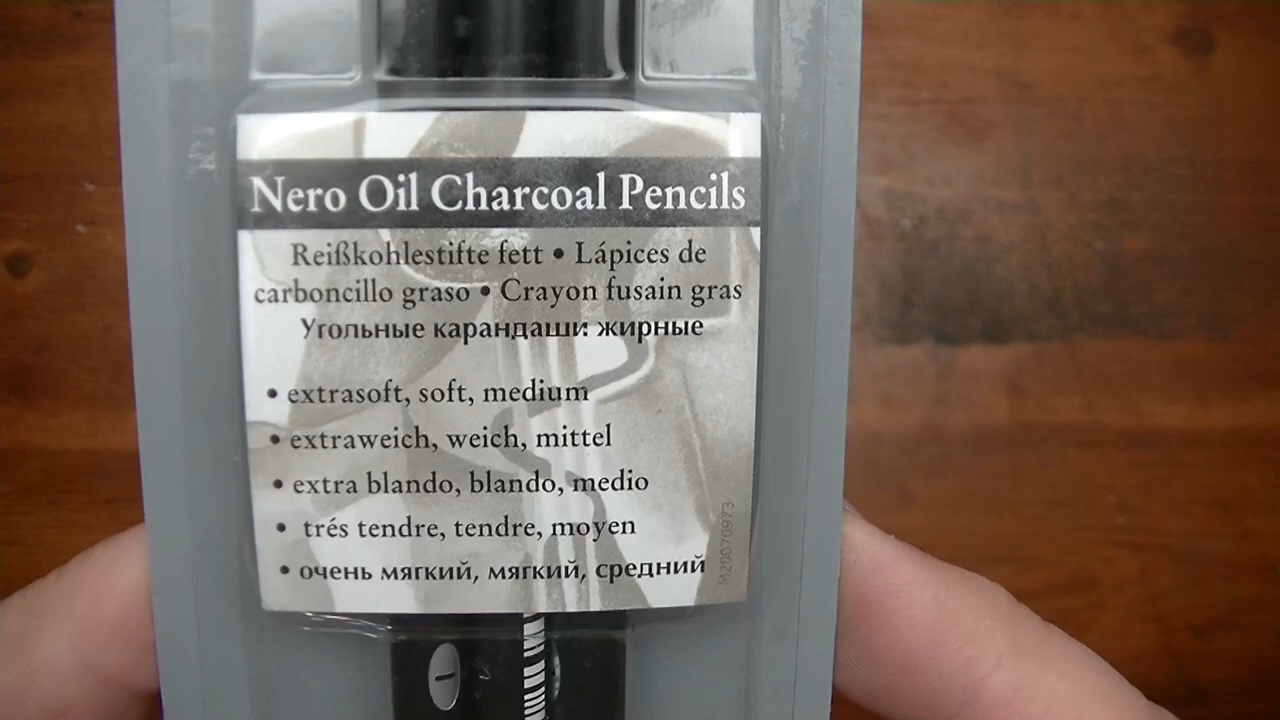 Nero Oil Charcoal Pencils
Reißkohlestifte fett • Lápices de
carboncillo graso • Crayon fusain gras
Угольные карандаши: жирные
• extrasoft, soft, medium
• extraweich, weich, mittel
• extra blando, blando, medio
• trés tendre, tendre, moyen
• очень мягкий, мягкий, средний
M20070973
1